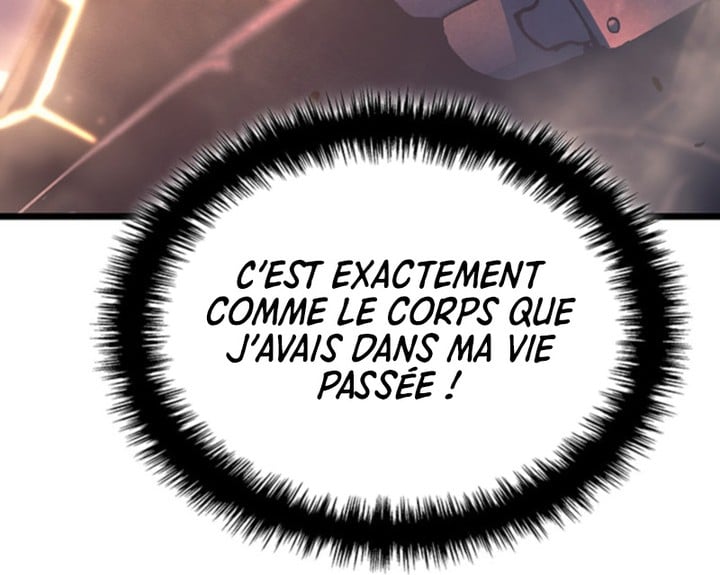 C'EST EXACTEMENT
COMME LE CORPS QUE
J'AVAIS DANS MA VIE
PASSÉE !